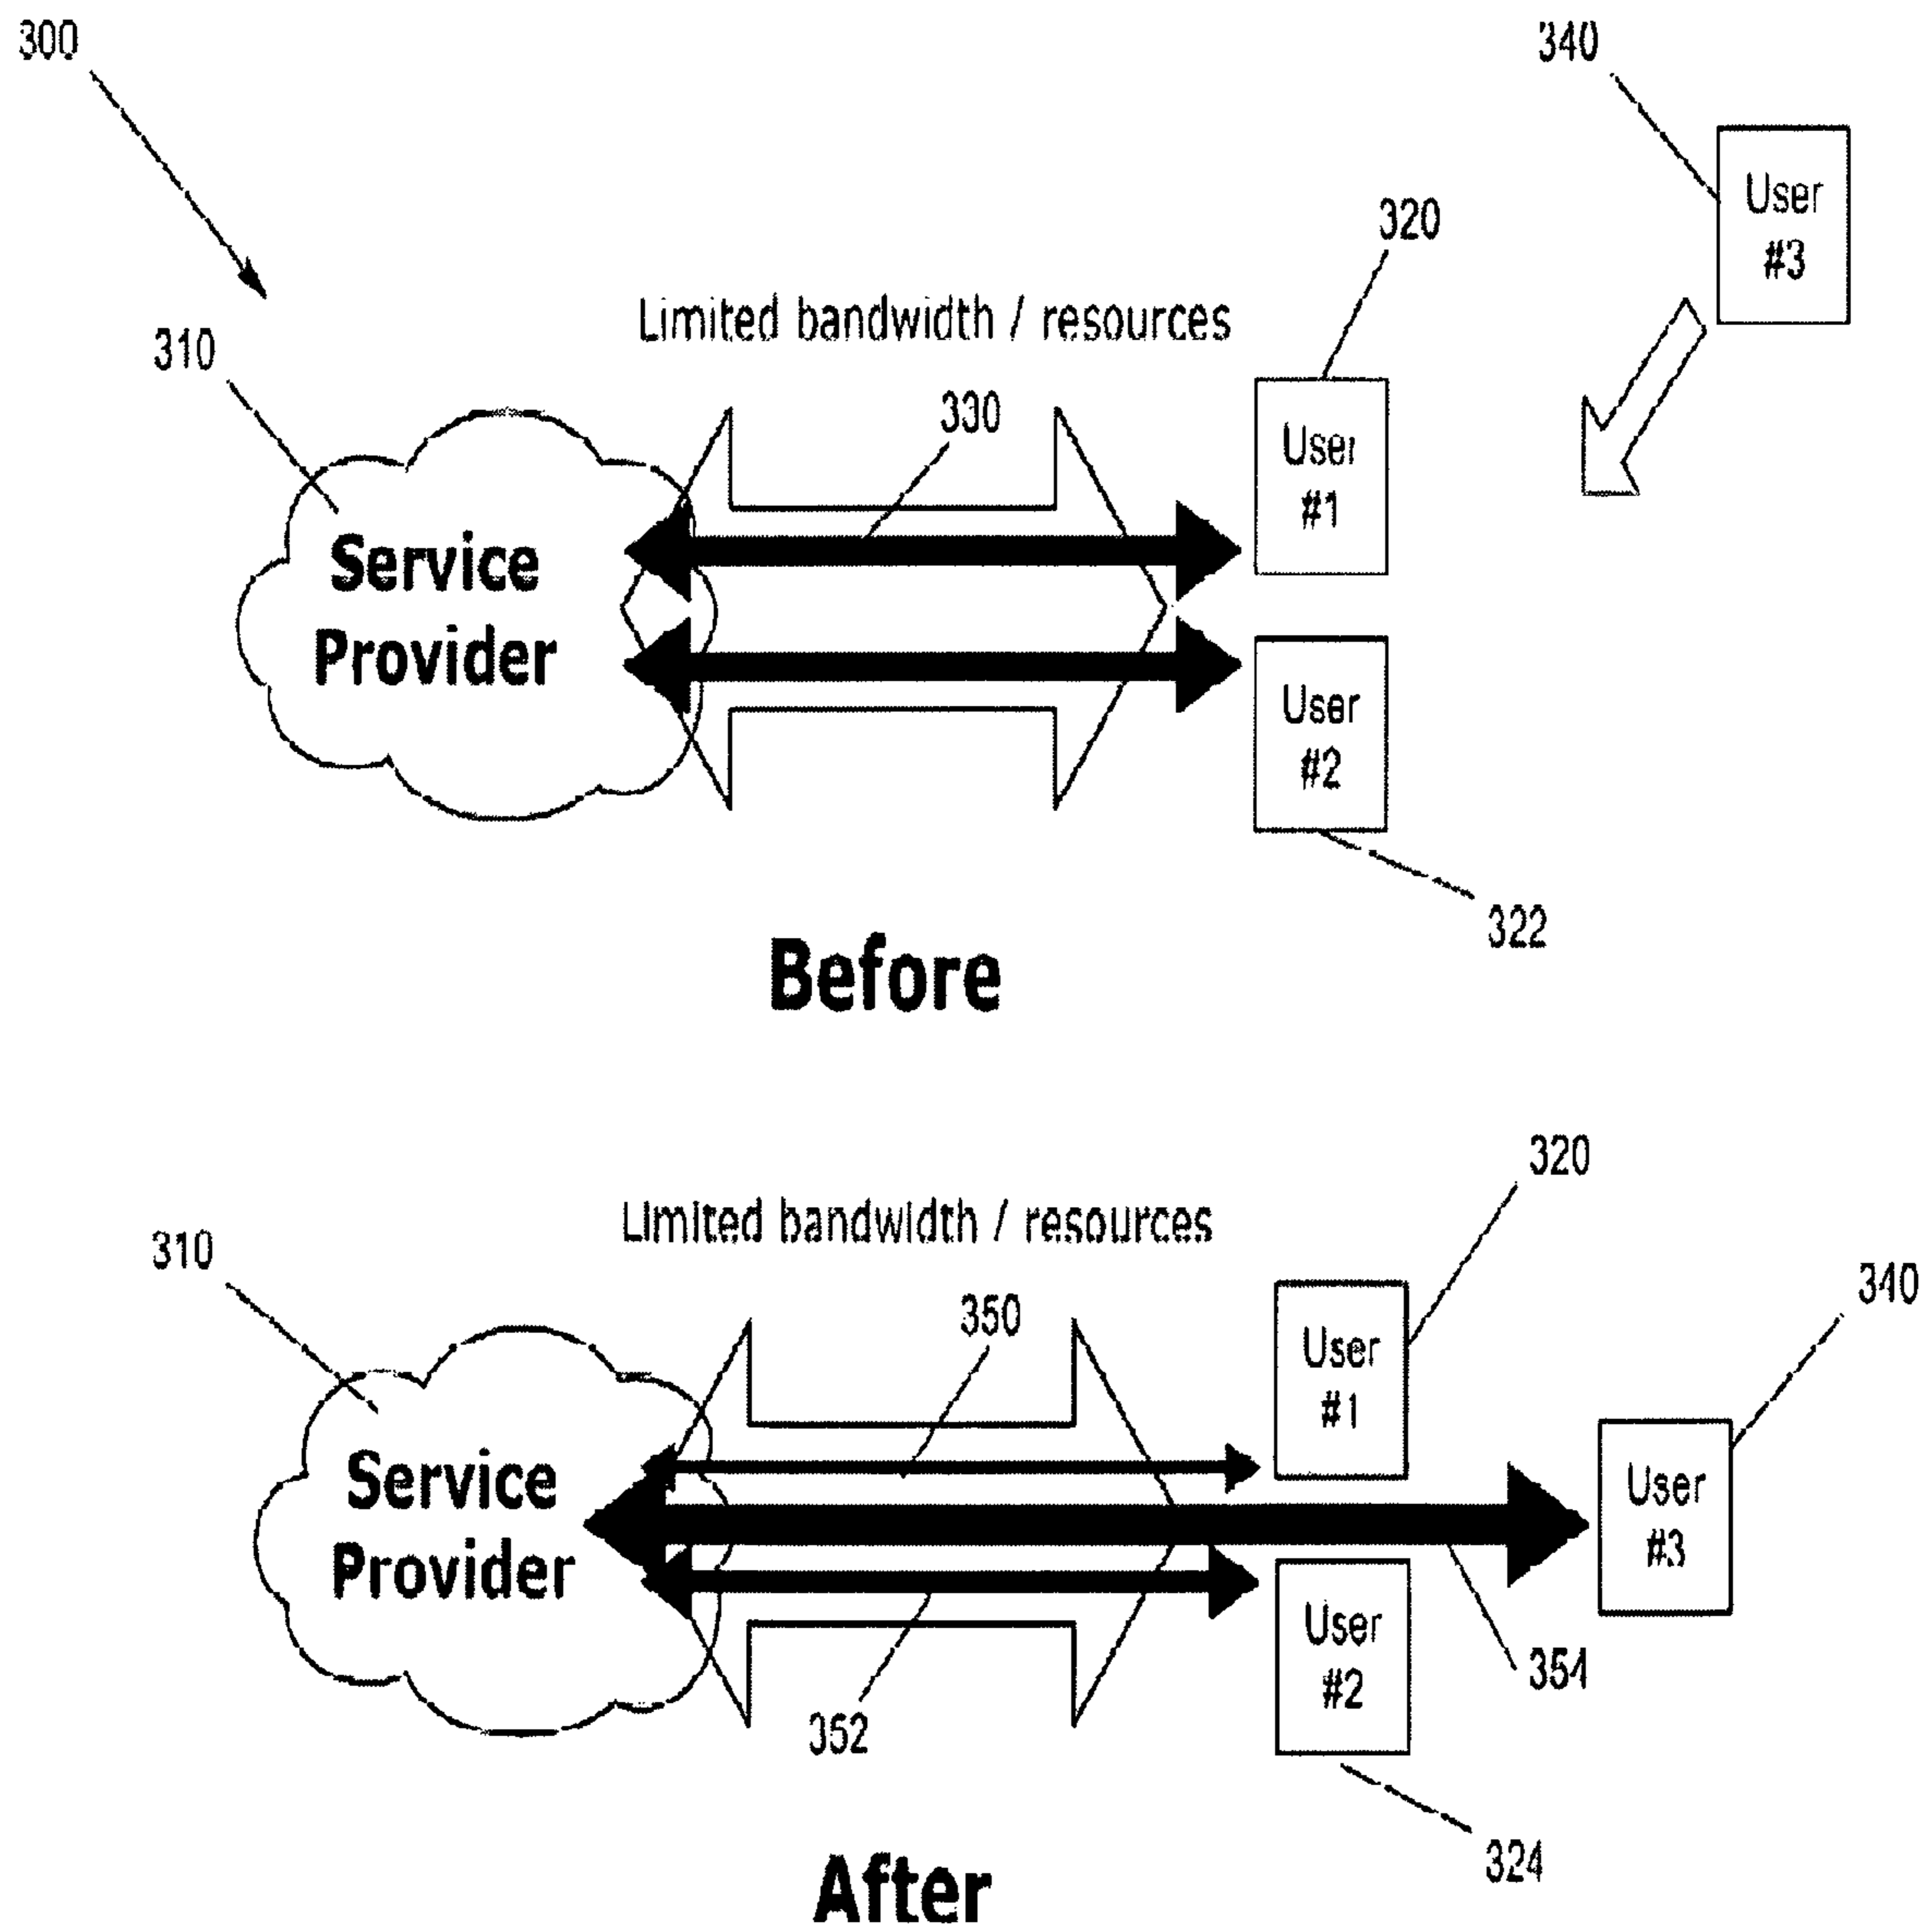 300
340
User
#3
320
Limited bandwidth / resources
310
330
User
#1
Service
Provider
User
#2
322
Before
320
Limited bandwidth / resources
310
340
350
User
#1
Service
Provider
User
#3
User
#2
354
352
324
After